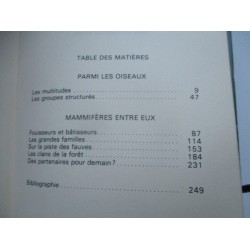 TABLE DES MATIÈRES
PARMI LES OISEAUX
Les multitudes 9
Les groupes structurés 47
MAMMIFÈRES ENTRE EUX
Fouisseurs et bâtisseurs 87
Les grandes familles 114
Sur la piste des fauves 153
Les clans de la forêt 184
Des partenaires pour demain ? 231
Bibliographie 249